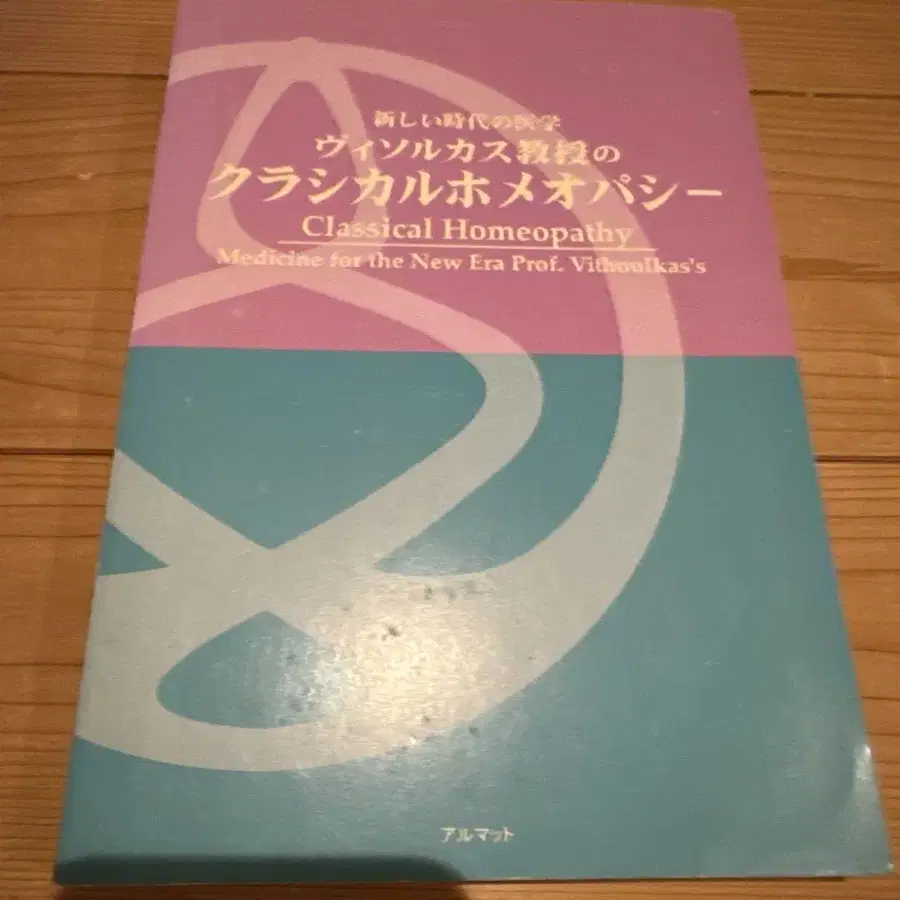 新しい時代の医学
ヴィソルカス教授の
クラシカルホメオパシー
Classical Homeopathy
Medicine for the New Era Prof. Vithoulkas's
アルマット